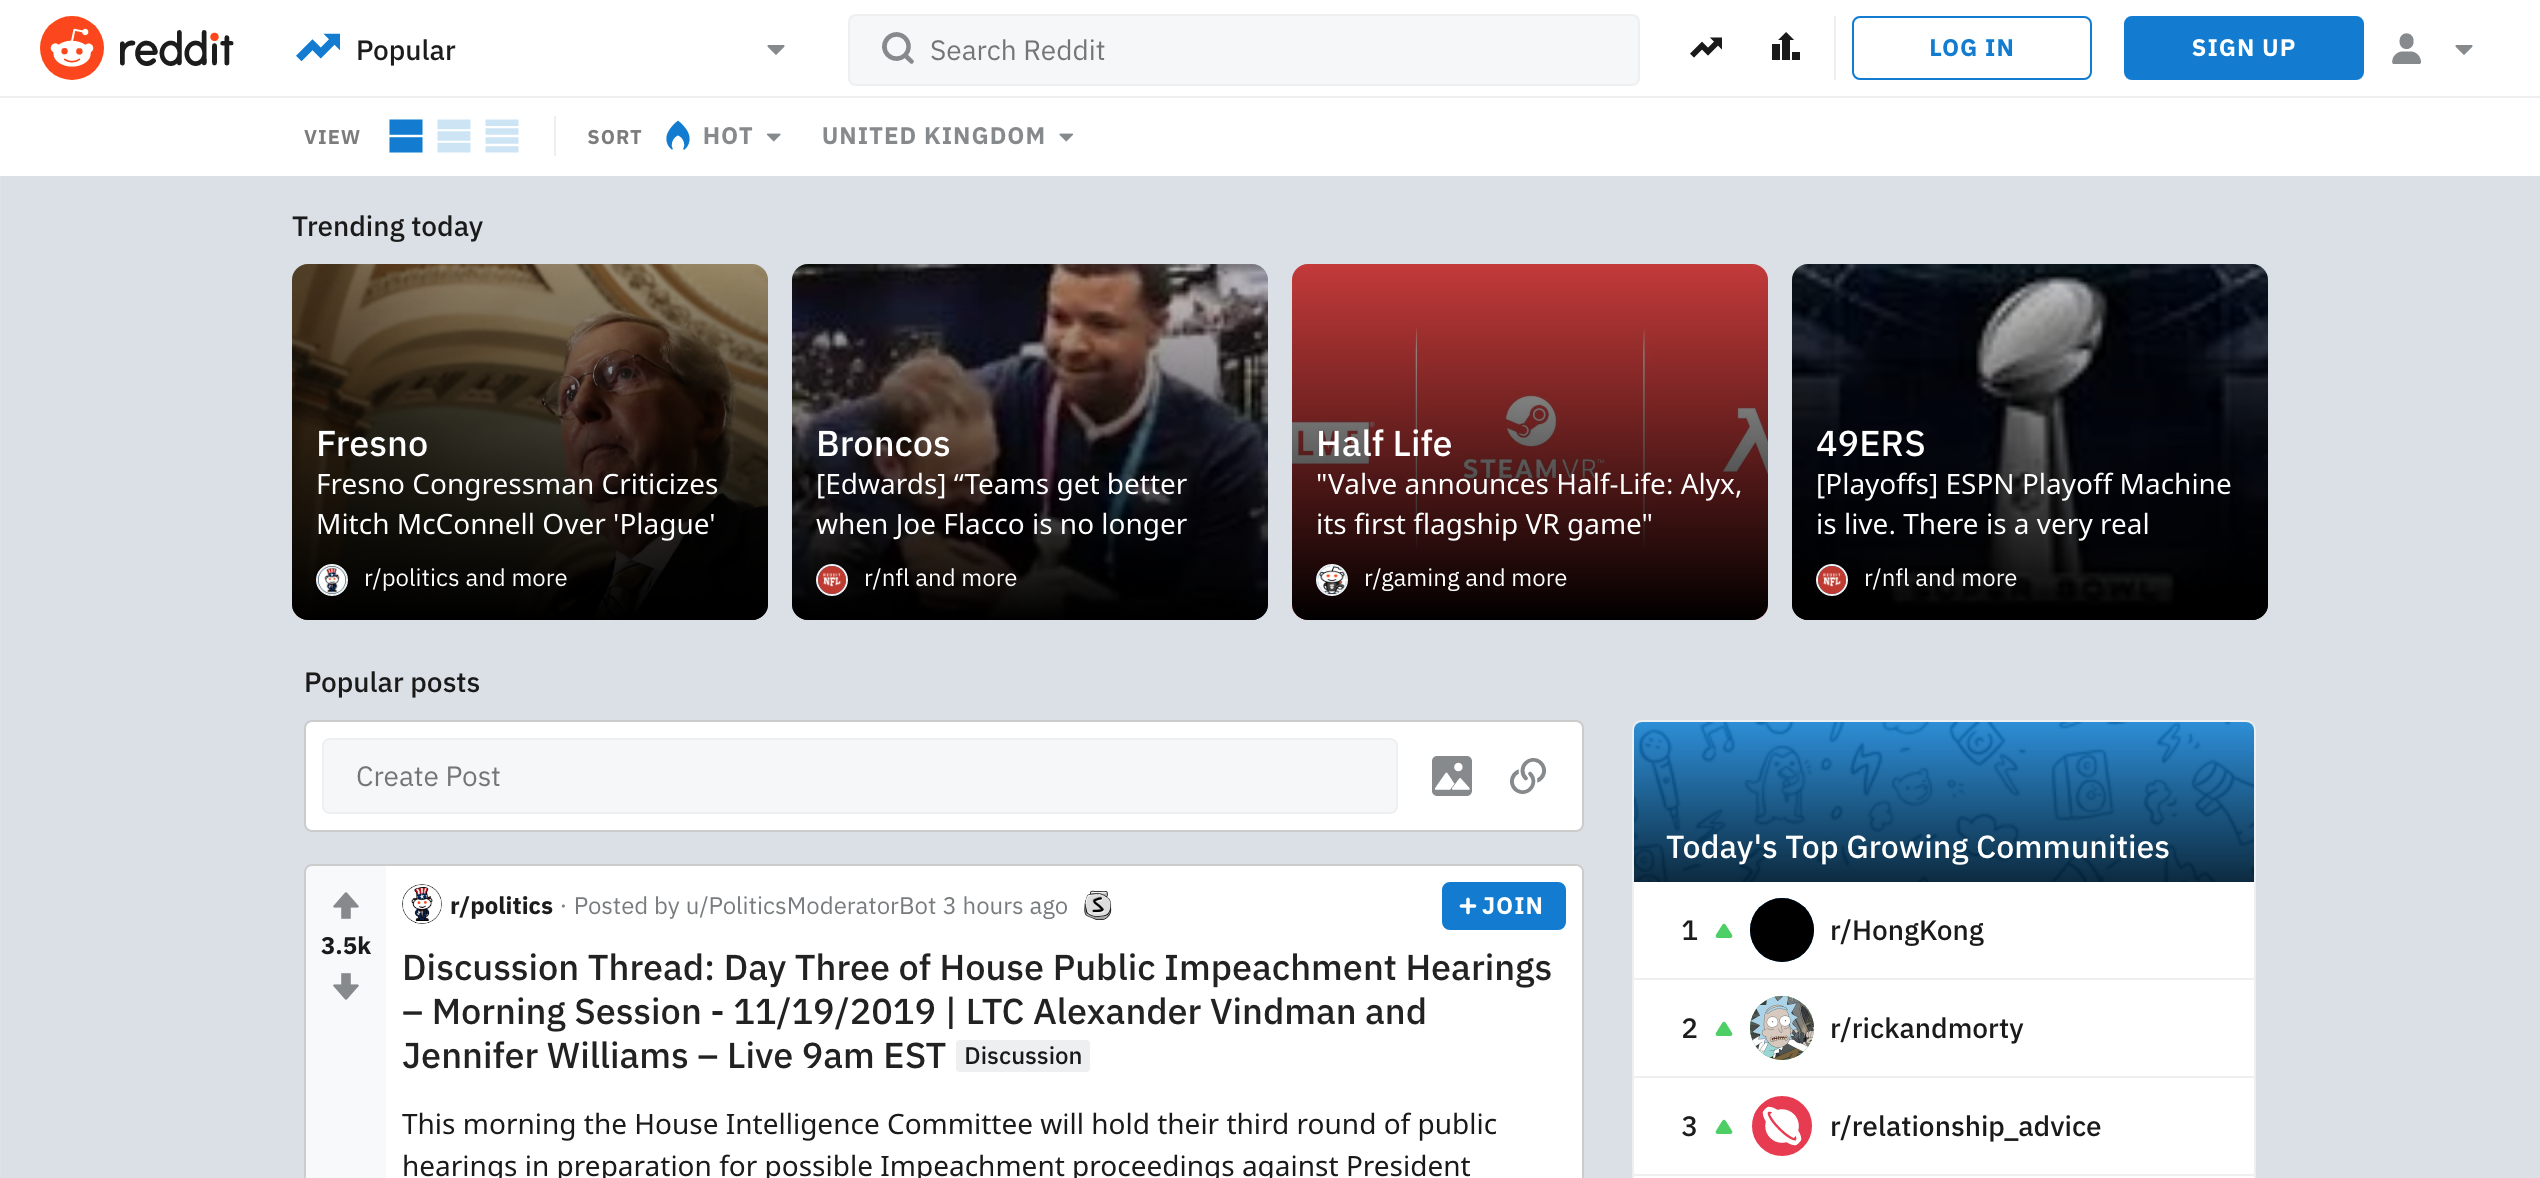 reddit
Popular
Search Reddit
LOG IN
SIGN UP
VIEW
SORT
HOT
UNITED KINGDOM
Trending today
Fresno
Fresno Congressman Criticizes
Mitch McConnell Over 'Plague'
r/politics and more
Broncos
[Edwards] “Teams get better
when Joe Flacco is no longer
r/nfl and more
LIVE
STEAMVR™
Half Life
"Valve announces Half-Life: Alyx,
its first flagship VR game"
r/gaming and more
49ERS
[Playoffs] ESPN Playoff Machine
is live. There is a very real
r/nfl and more
Popular posts
Create Post
3.5k
r/politics · Posted by u/PoliticsModeratorBot 3 hours ago
+ JOIN
Discussion Thread: Day Three of House Public Impeachment Hearings
– Morning Session - 11/19/2019 | LTC Alexander Vindman and
Jennifer Williams – Live 9am EST Discussion
This morning the House Intelligence Committee will hold their third round of public
hearings in preparation for possible Impeachment proceedings against President
Today's Top Growing Communities
1 r/HongKong
2 r/rickandmorty
3 r/relationship_advice